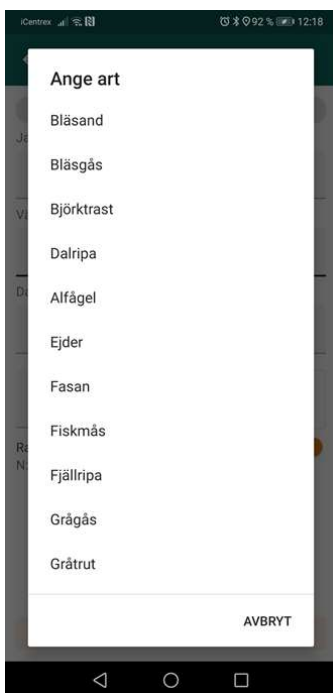 iCentrex 92 % 12:18
Ange art
Bläsand
Bläsgås
Björktrast
Dalripa
Alfågel
Ejder
Fasan
Fiskmås
Fjällripa
Grågås
Gråtrut
AVBRYT